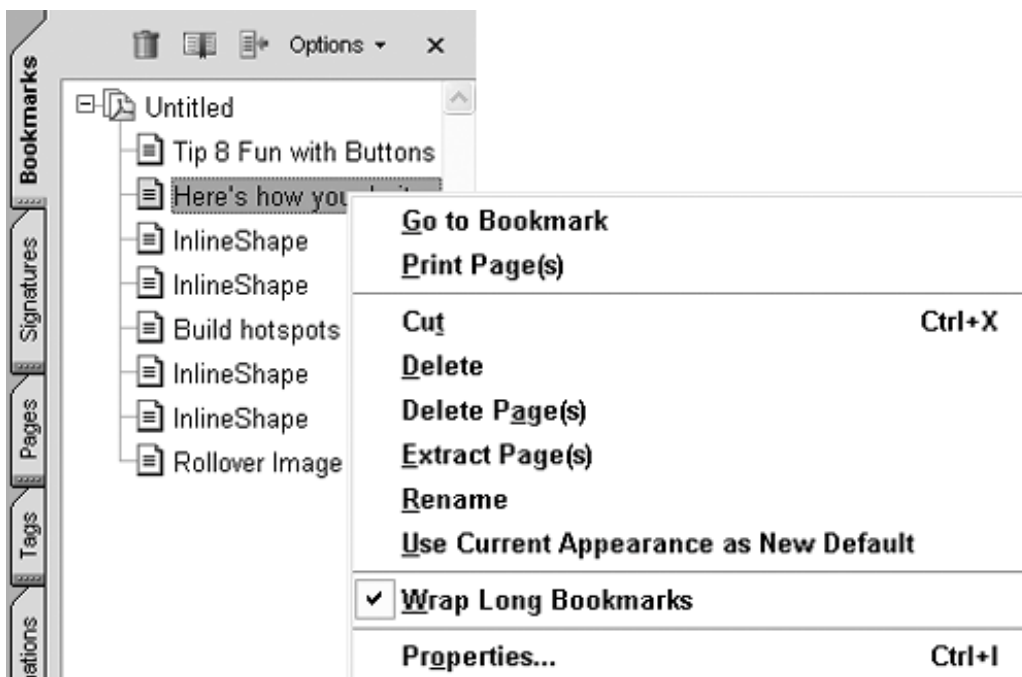 Options
Untitled
Tip 8 Fun with Buttons
Here's how you
InlineShape
InlineShape
Build hotspots
InlineShape
InlineShape
Rollover Image
Go to Bookmark
Print Page(s)
Cut Ctrl+X
Delete
Delete Page(s)
Extract Page(s)
Rename
Use Current Appearance as New Default
Wrap Long Bookmarks
Properties... Ctrl+I
Bookmarks
Signatures
Pages
Tags